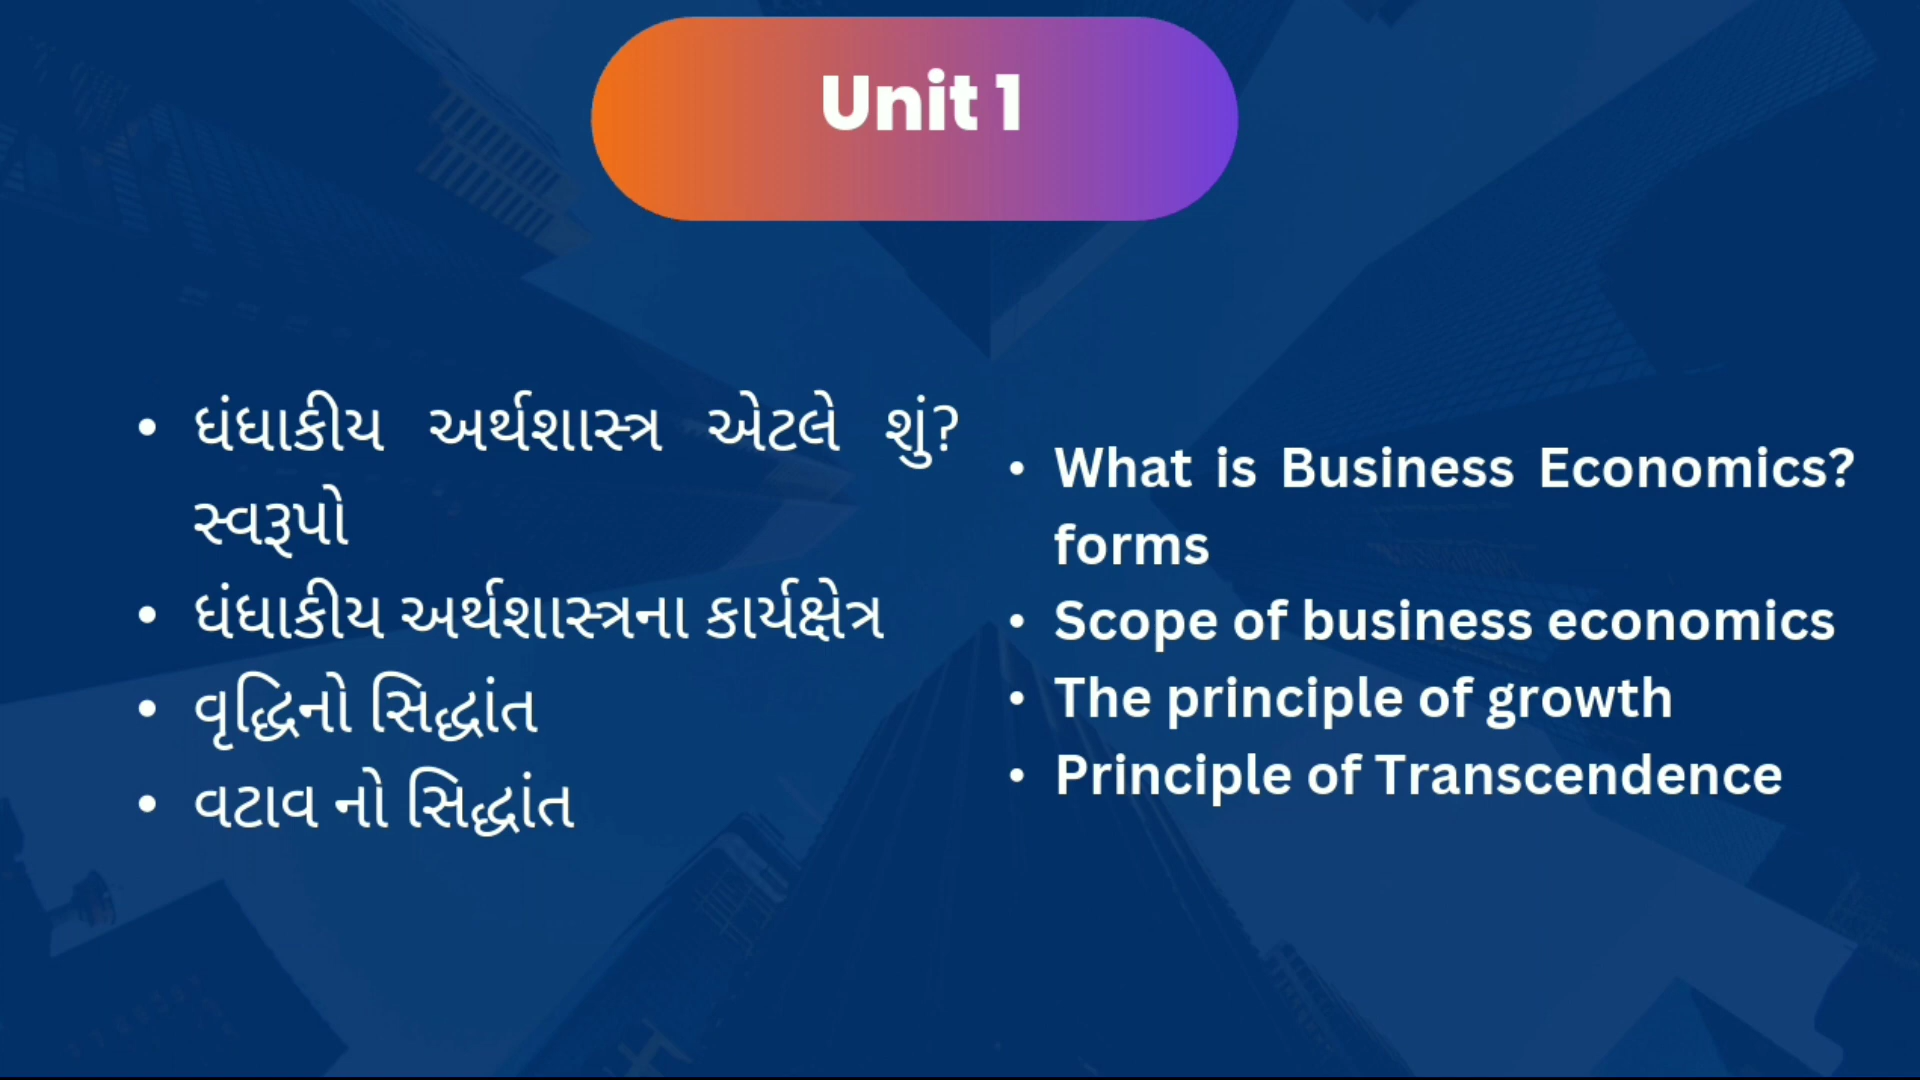 Unit 1
ધંધાકીય અર્થશાસ્ત્ર એટલે શું?
સ્વરૂપો
ધંધાકીય અર્થશાસ્ત્રના કાર્યક્ષેત્ર
વૃદ્ધિનો સિદ્ધાંત
વટાવ નો સિદ્ધાંત
What is Business Economics?
forms
Scope of business economics
The principle of growth
Principle of Transcendence